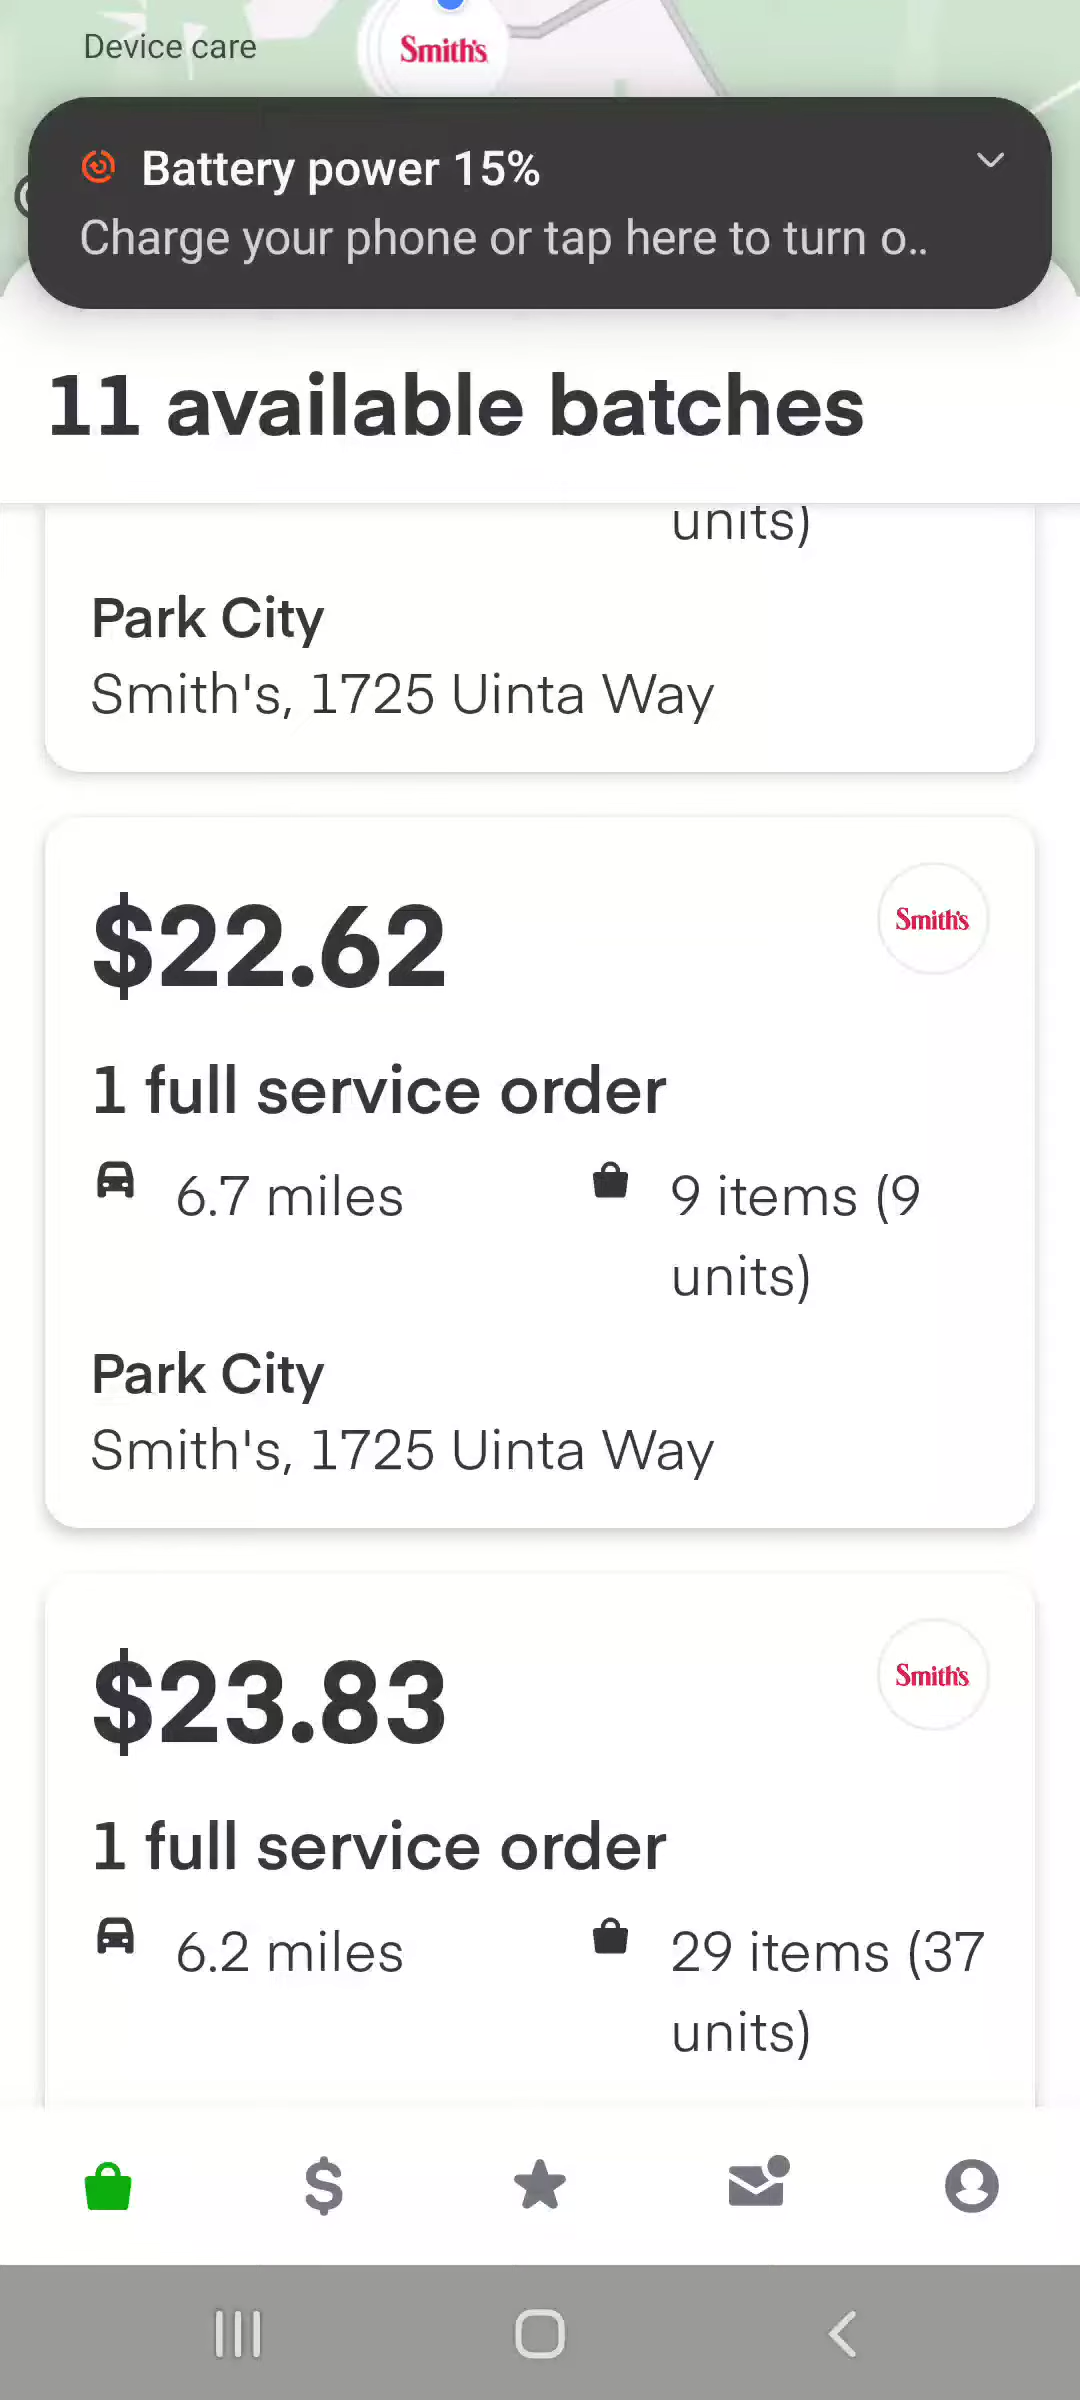 Device care
Smith's
Battery power 15%
Charge your phone or tap here to turn o..
11 available batches
units)
Park City
Smith's, 1725 Uinta Way
$22.62
Smith's
1 full service order
6.7 miles
9 items (9
units)
Park City
Smith's, 1725 Uinta Way
$23.83
Smith's
1 full service order
6.2 miles
29 items (37
units)